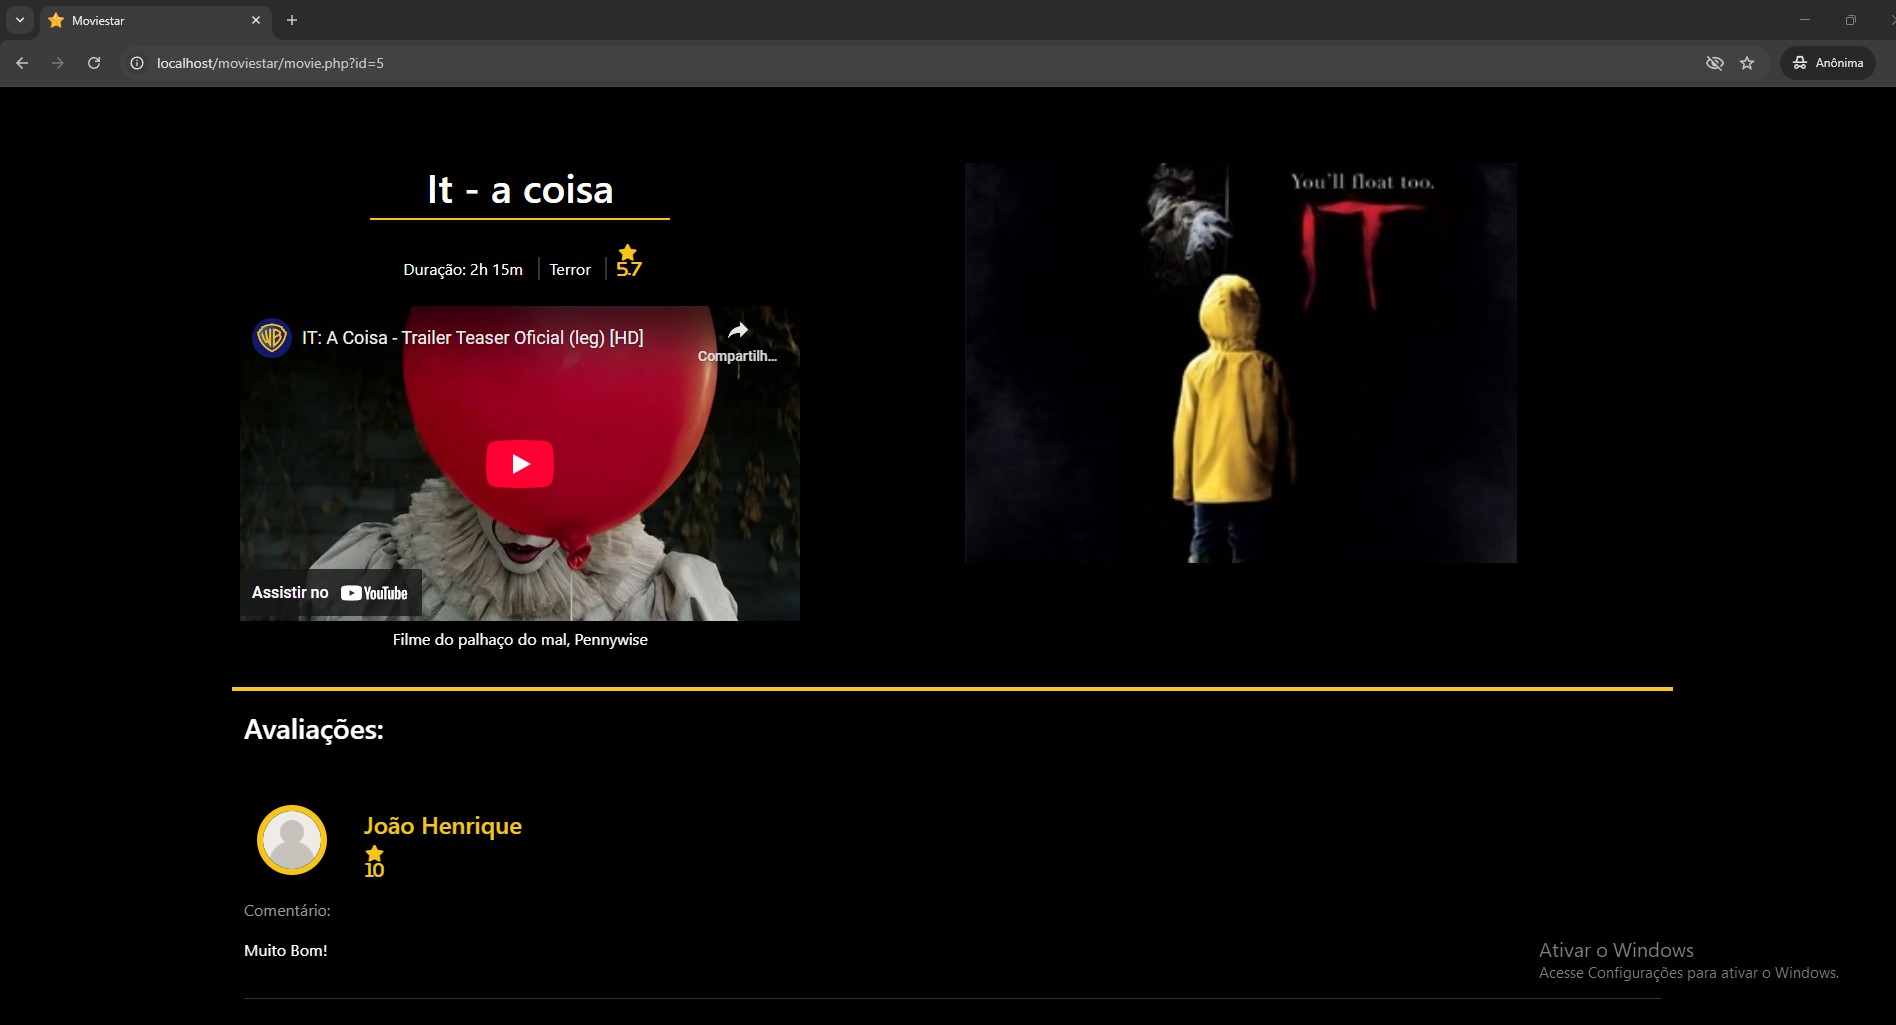 Moviestar
localhost/moviestar/movie.php?id=5
Anônima
It - a coisa
Duração: 2h 15m
Terror
5.7
WB
IT: A Coisa - Trailer Teaser Oficial (leg) [HD]
Compartilh...
Assistir no YouTube
Filme do palhaço do mal, Pennywise
You'll float too.
IT
Avaliações:
João Henrique
10
Comentário:
Muito Bom!
Ativar o Windows
Acesse Configurações para ativar o Windows.